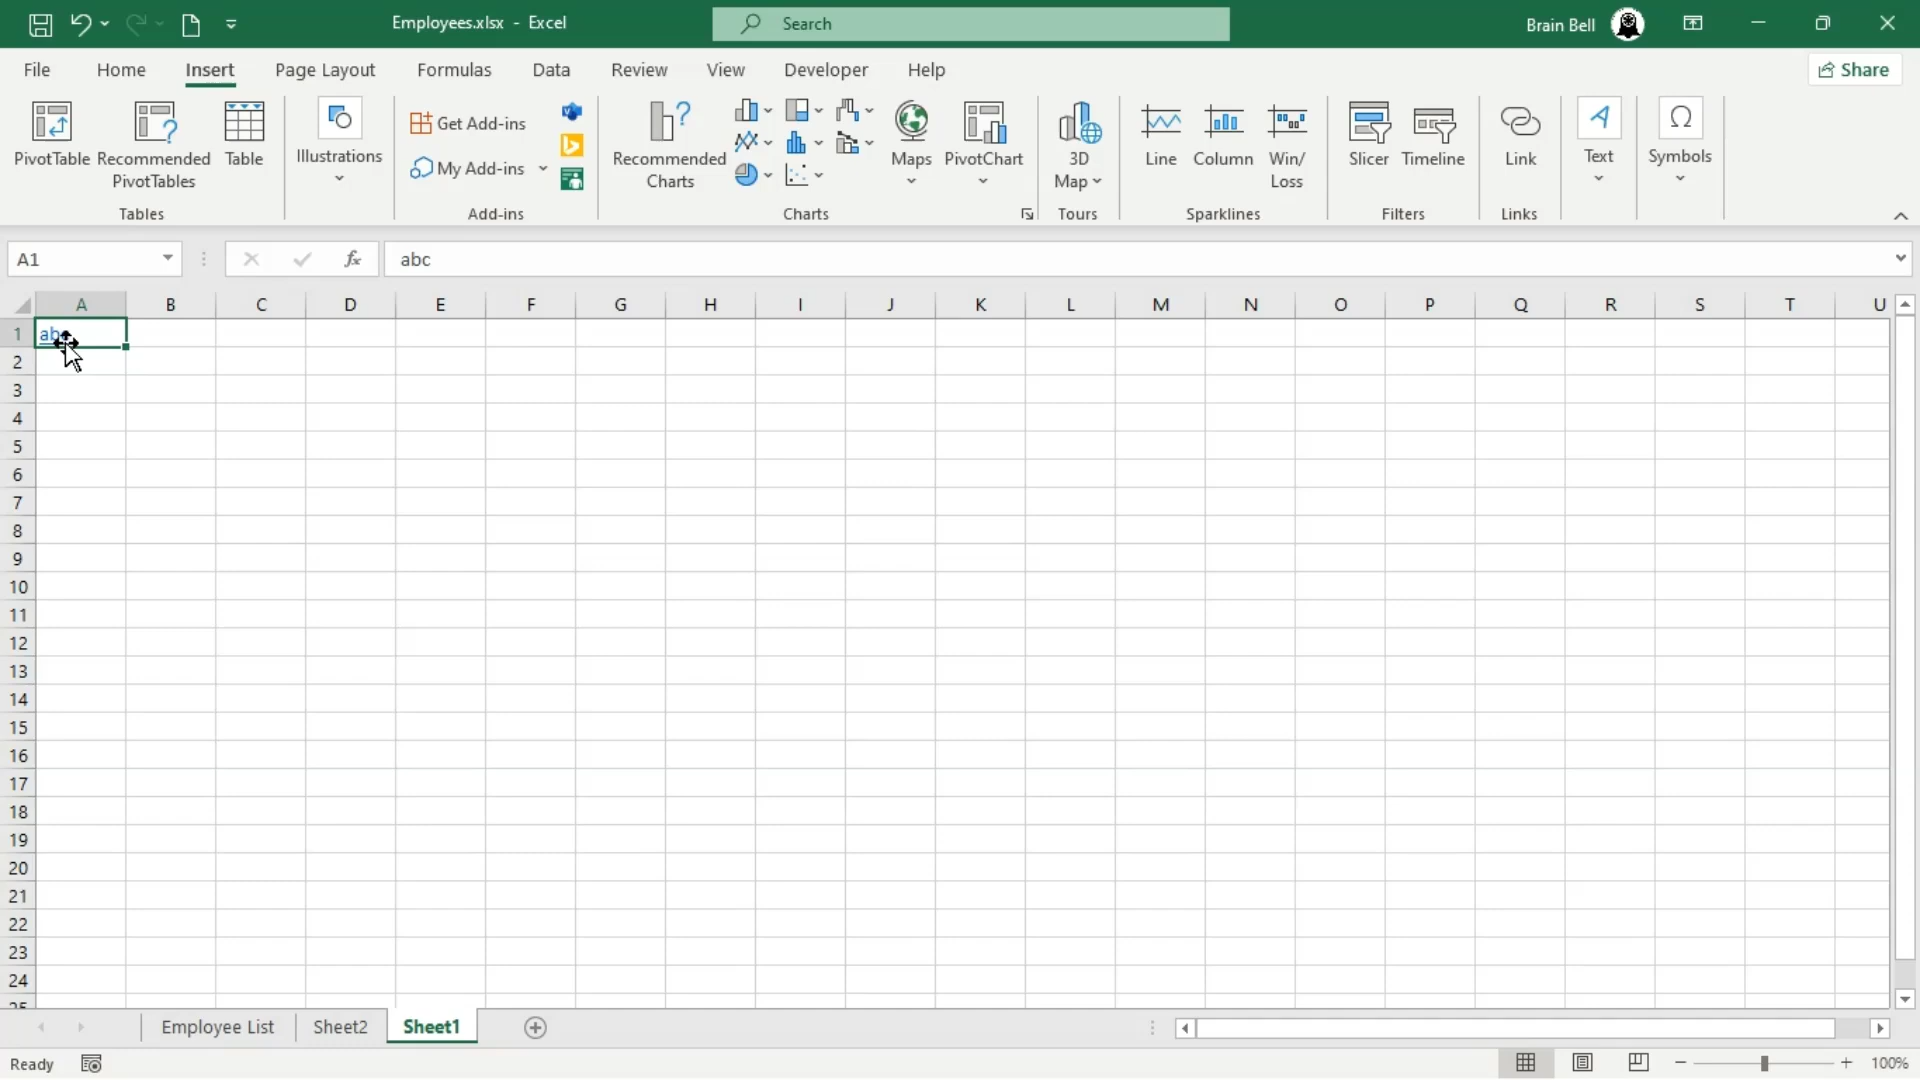 Employees.xlsx - Excel
Search
Brain Bell
File Home Insert Page Layout Formulas Data Review View Developer Help
Share
PivotTable
Recommended
PivotTables
Table
Tables
Illustrations
Get Add-ins
My Add-ins
Add-ins
Recommended
Charts
Maps
PivotChart
Charts
3D
Map
Tours
Line
Column
Win/
Loss
Sparklines
Slicer
Timeline
Filters
Link
Links
Text
Symbols
A1
fx
abc
A B C D E F G H I J K L M N O P Q R S T U
1
2
3
4
5
6
7
8
9
10
11
12
13
14
15
16
17
18
19
20
21
22
23
24
Employee List Sheet2 Sheet1
Ready
100%